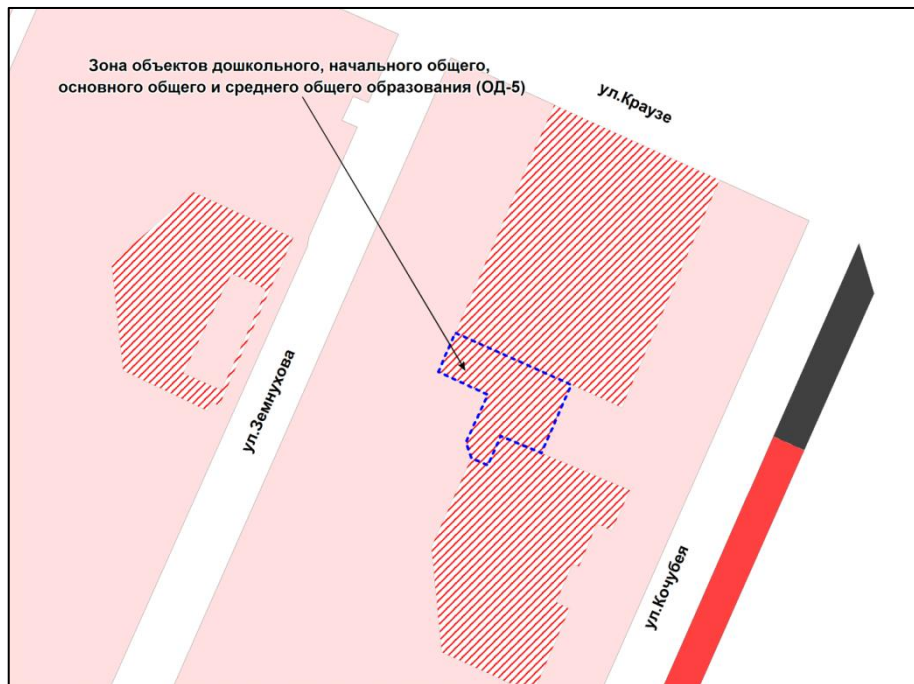 Зона объектов дошкольного, начального общего,
основного общего и среднего общего образования (ОД-5)
ул.Краузе
ул.Земнухова
ул.Кочубея